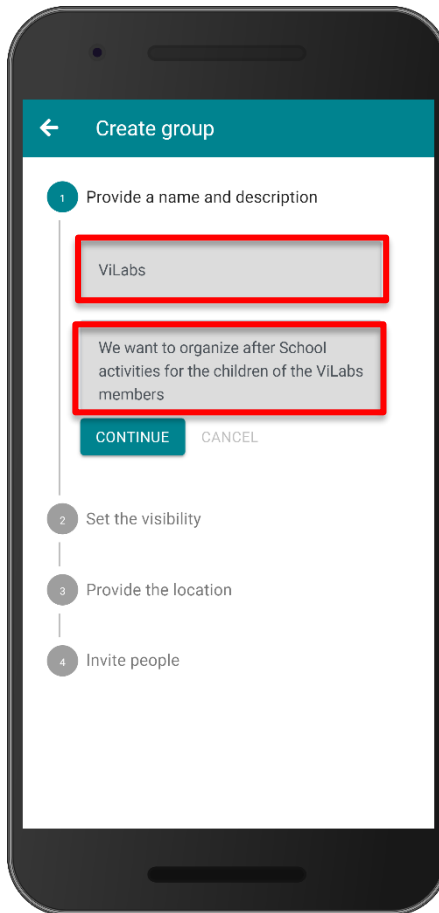 Create group
1
Provide a name and description
ViLabs
We want to organize after School
activities for the children of the ViLabs
members
CONTINUE CANCEL
2
Set the visibility
3
Provide the location
4
Invite people